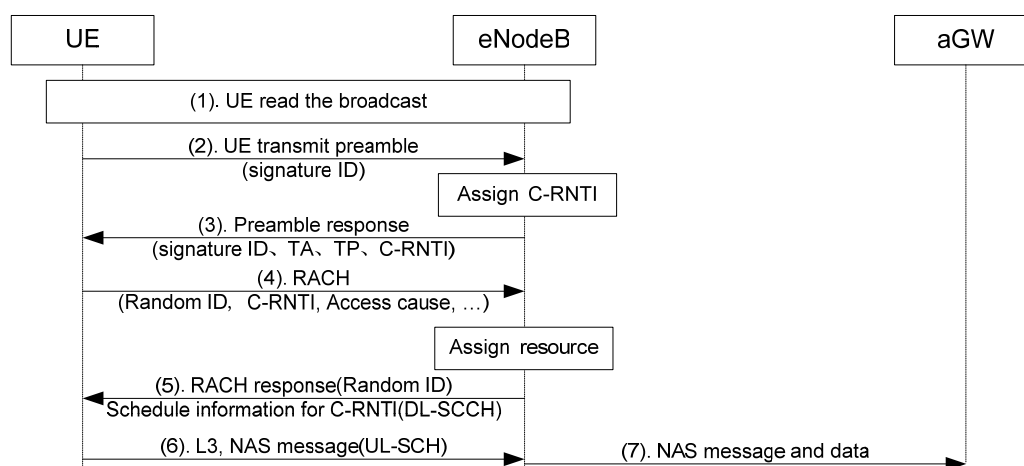 UE
eNodeB
aGW
(1). UE read the broadcast
(2). UE transmit preamble
(signature ID)
Assign C-RNTI
(3). Preamble response
(signature ID、TA、TP、C-RNTI)
(4). RACH
(Random ID，C-RNTI, Access cause, …)
Assign resource
(5). RACH response(Random ID)
Schedule information for C-RNTI(DL-SCCH)
(6). L3, NAS message(UL-SCH)
(7). NAS message and data